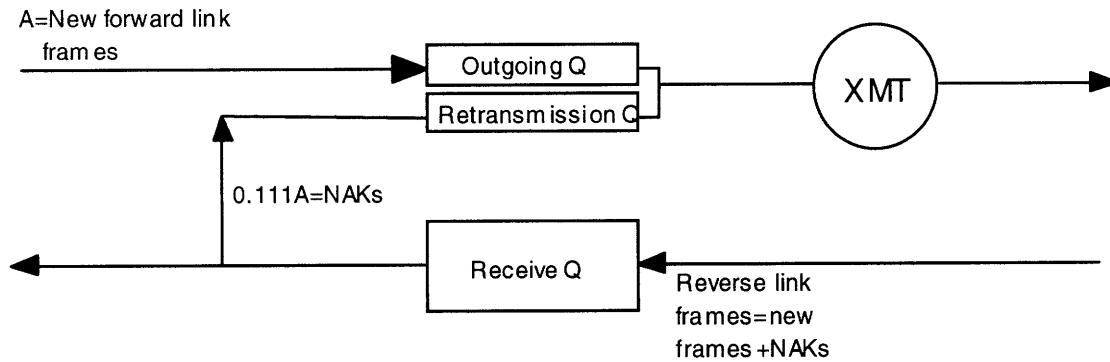 A=New forward link
frames
Outgoing Q
Retransmission Q
XMT
0.111A=NAKs
Receive Q
Reverse link
frames=new
frames+NAKs